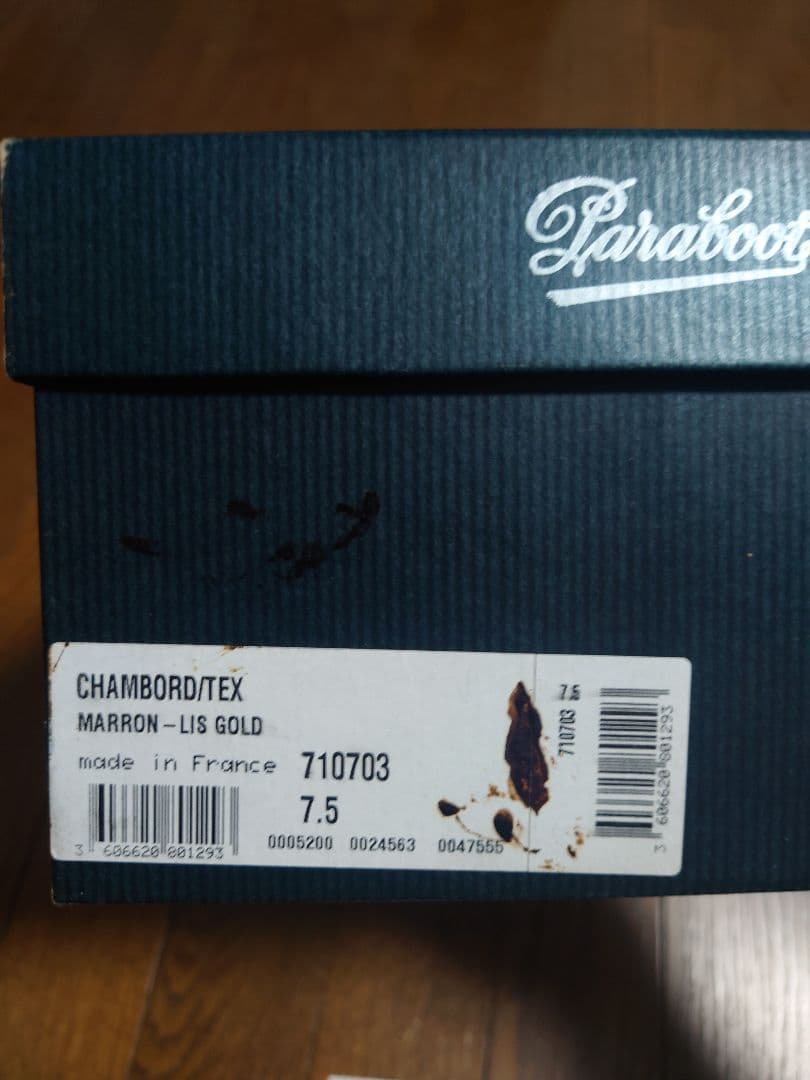 Paraboot
CHAMBORD/TEX
MARRON – LIS GOLD
made in France 710703
7.5
3 606620 801293
0005200 0024563 0047555
7.5
710703
3 606620 801293